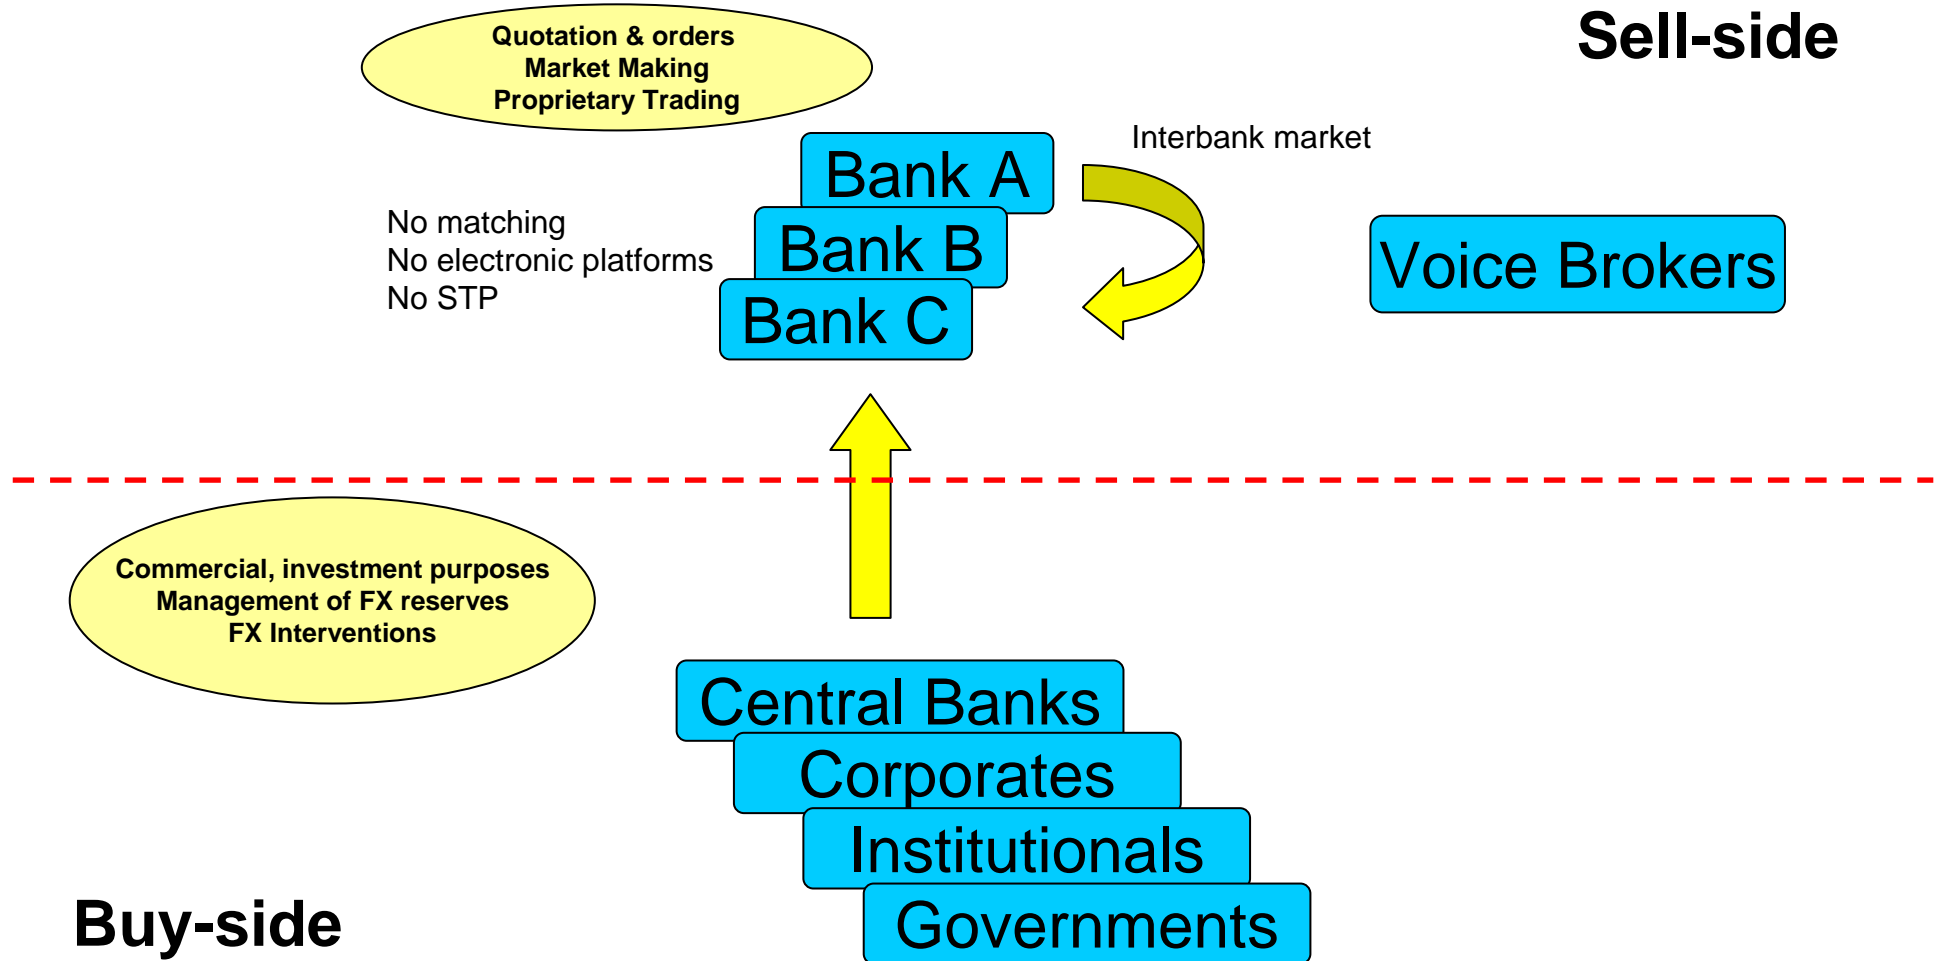 Sell-side
Quotation & orders
Market Making
Proprietary Trading
Interbank market
Bank A
Bank B
Bank C
No matching
No electronic platforms
No STP
Voice Brokers
Commercial, investment purposes
Management of FX reserves
FX Interventions
Central Banks
Corporates
Institutionals
Governments
Buy-side